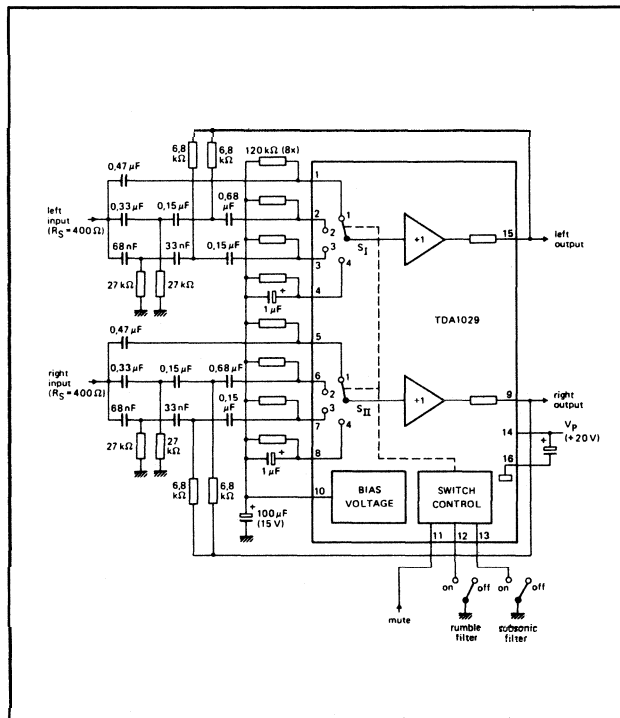 6,8 kΩ
6,8 kΩ
120 kΩ (8x)
0,47 µF
1
0,33 µF
0,15 µF
0,68 µF
left input (RS = 400 Ω)
2
1
2
3
4
SI
+1
15
left output
68 nF
33 nF
0,15 µF
3
27 kΩ
27 kΩ
4
+
1 µF
TDA1029
0,47 µF
5
0,33 µF
0,15 µF
0,68 µF
6
right input (RS = 400 Ω)
1
2
3
4
SII
+1
9
right output
68 nF
33 nF
0,15 µF
7
14
VP (+20 V)
+
16
27 kΩ
27 kΩ
+
1 µF
8
6,8 kΩ
6,8 kΩ
10
BIAS VOLTAGE
SWITCH CONTROL
+
100 µF (15 V)
11
12
13
on
off
on
off
mute
rumble filter
subsonic filter